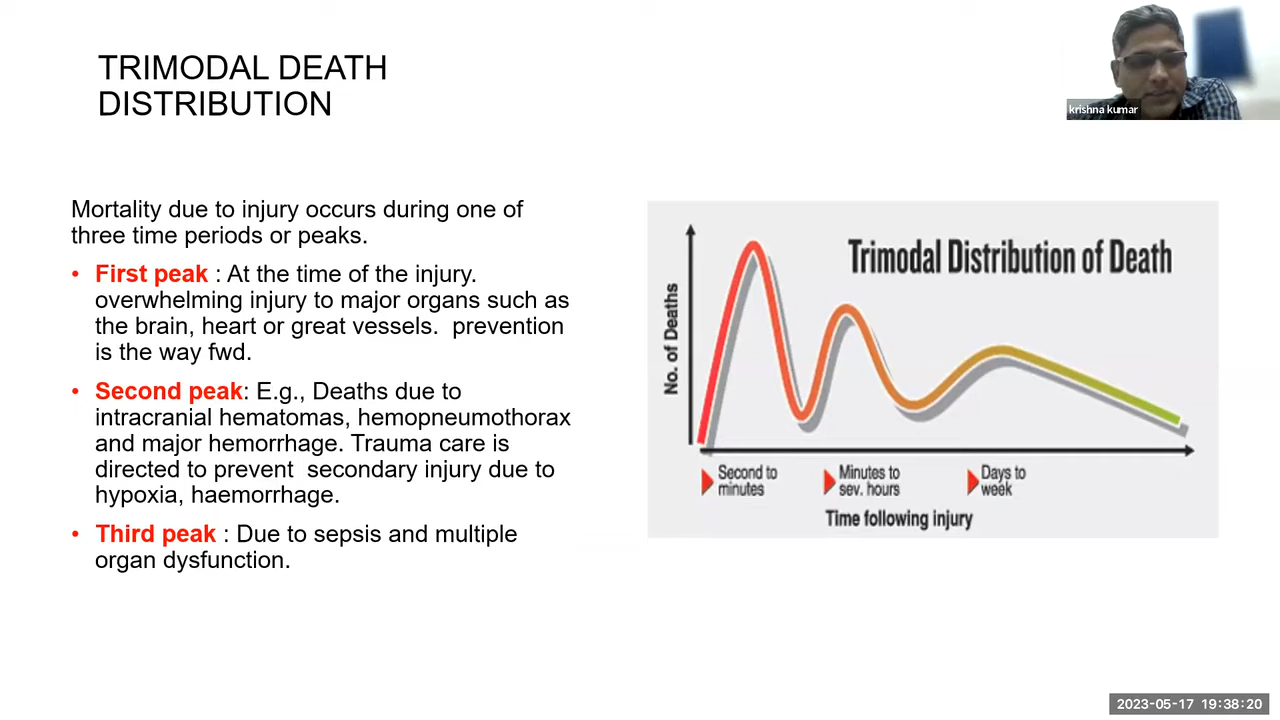 TRIMODAL DEATH
DISTRIBUTION
krishna kumar
Mortality due to injury occurs during one of
three time periods or peaks.
• First peak : At the time of the injury.
overwhelming injury to major organs such as
the brain, heart or great vessels.  prevention
is the way fwd.
• Second peak: E.g., Deaths due to
intracranial hematomas, hemopneumothorax
and major hemorrhage. Trauma care is
directed to prevent  secondary injury due to
hypoxia, haemorrhage.
• Third peak : Due to sepsis and multiple
organ dysfunction.
Trimodal Distribution of Death
No. of Deaths
Second to
minutes
Minutes to
sev. hours
Days to
week
Time following injury
2023-05-17 19:38:20